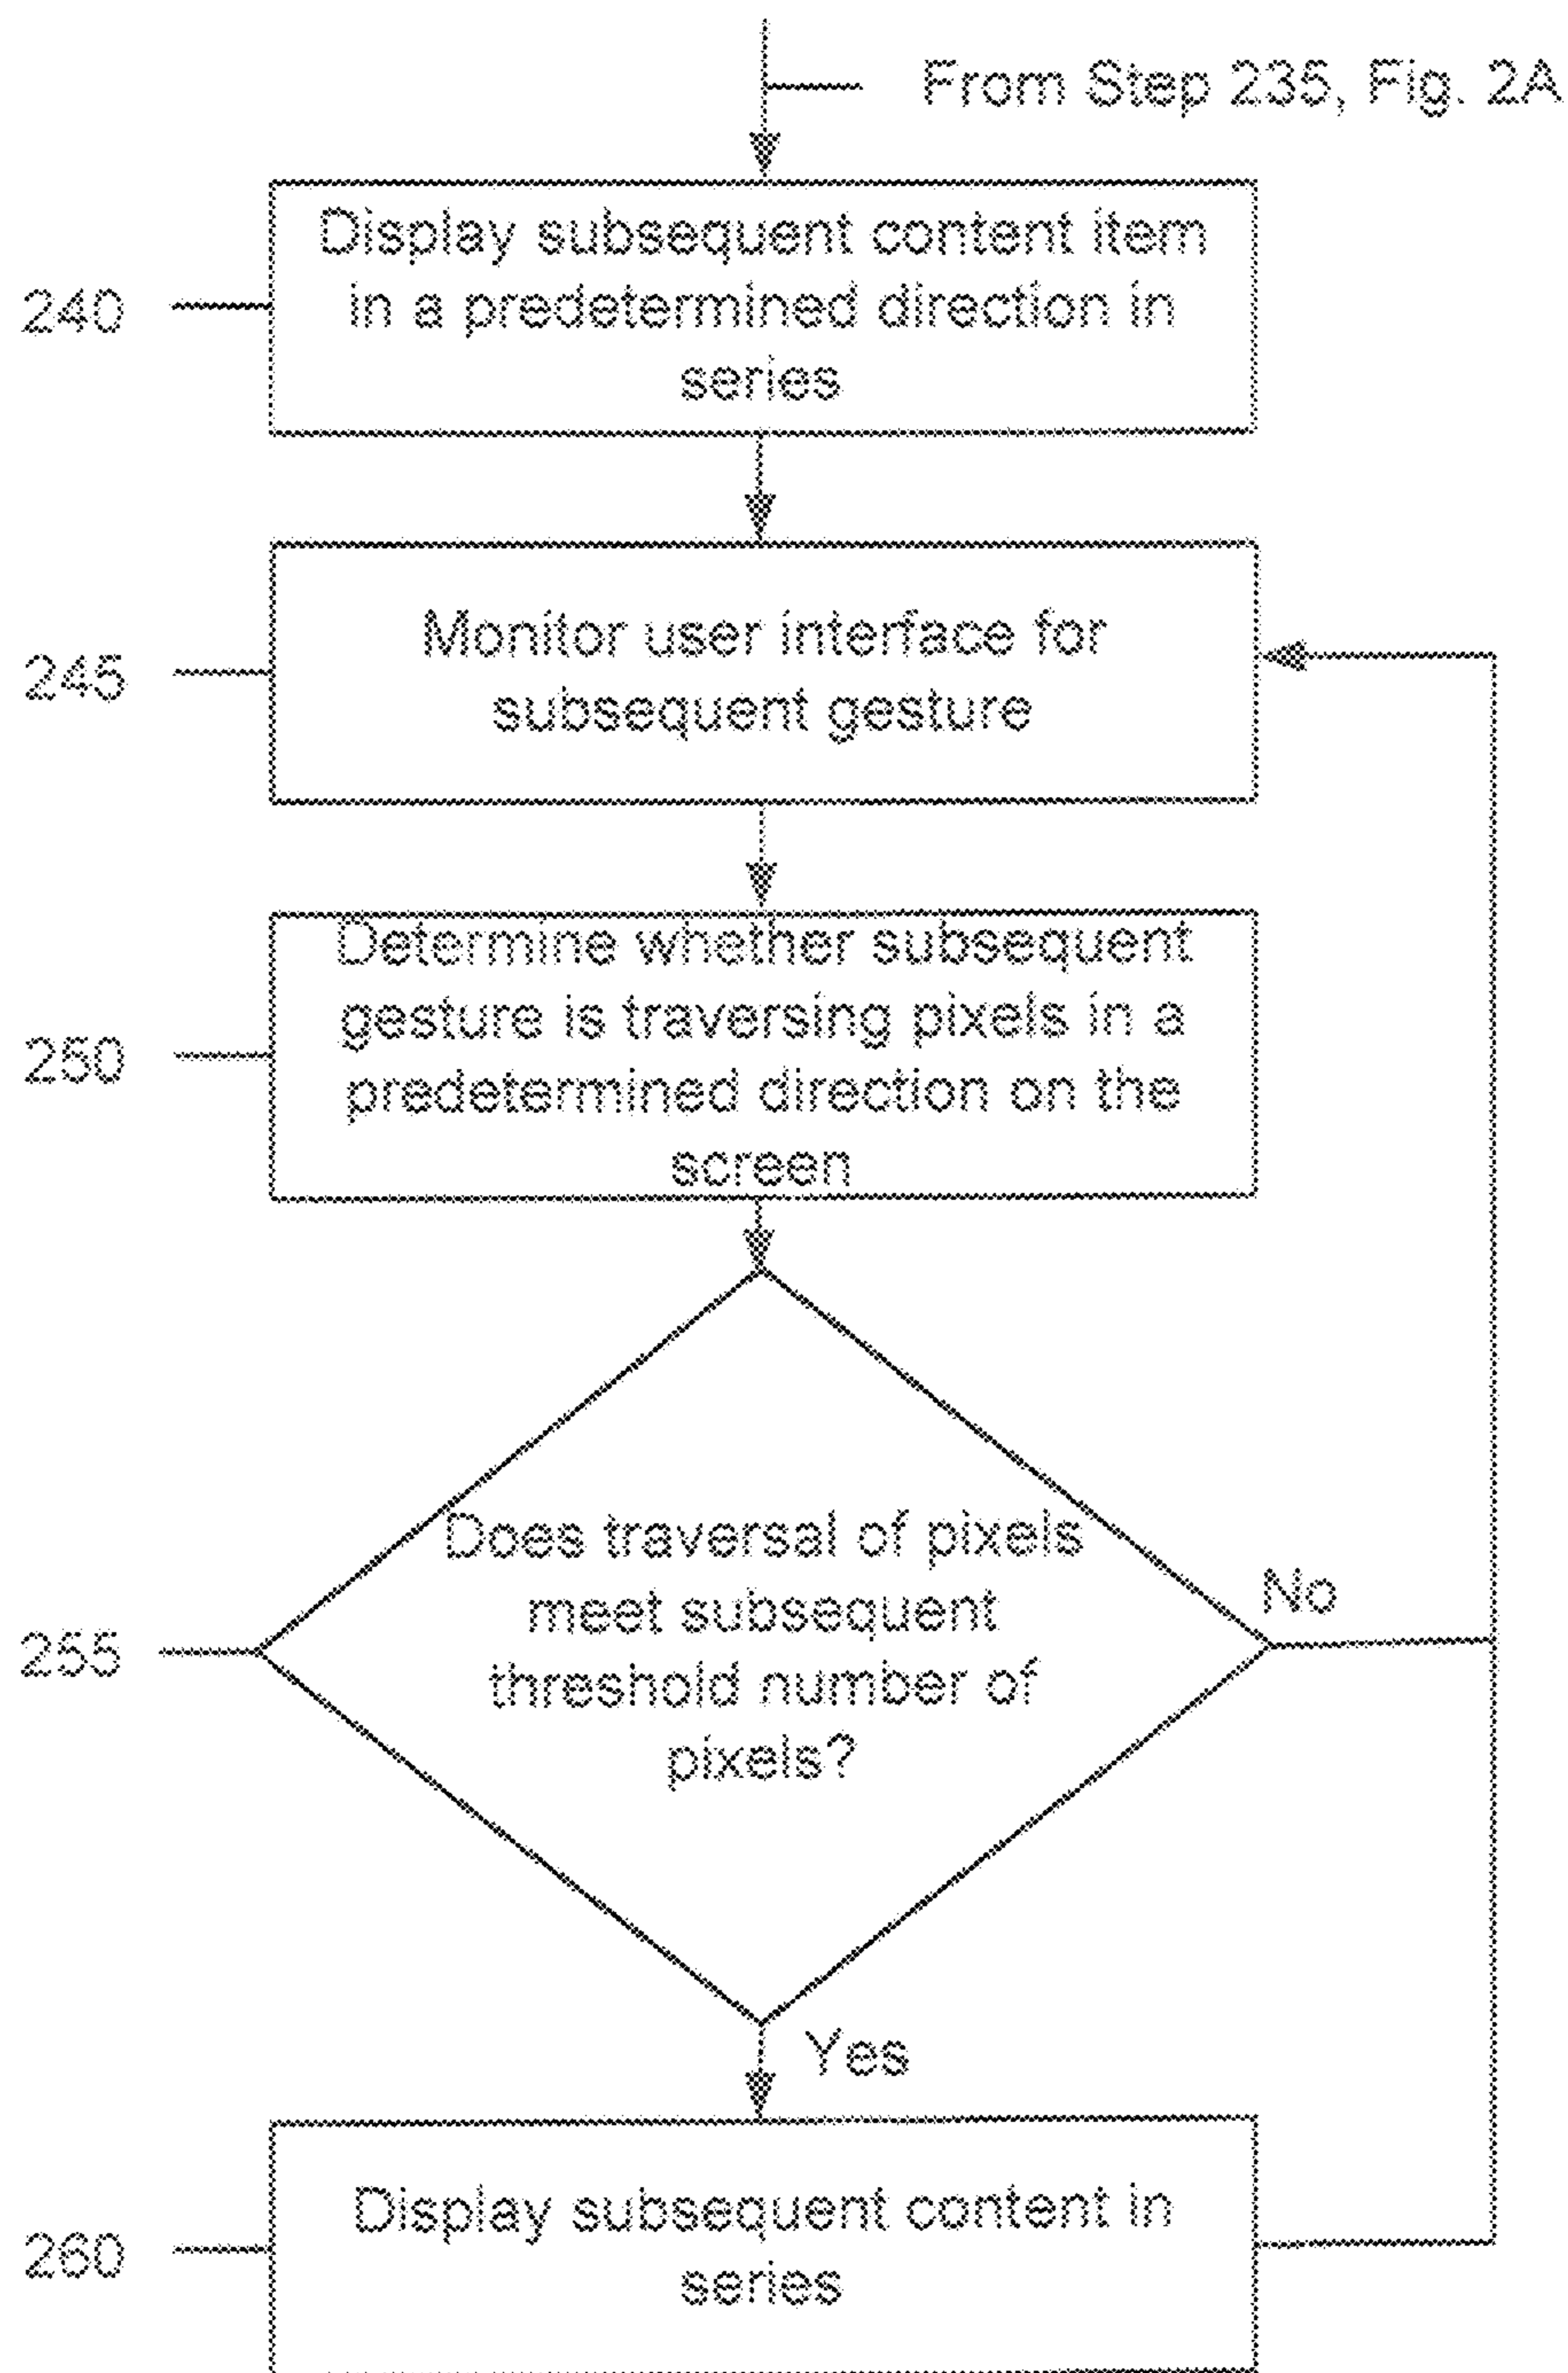 From Step 235, Fig. 2A
Display subsequent content item
in a predetermined direction in
series
240
Monitor user interface for
subsequent gesture
245
Determine whether subsequent
gesture is traversing pixels in a
predetermined direction on the
screen
250
Does traversal of pixels
meet subsequent
threshold number of
pixels?
255
No
Yes
Display subsequent content in
series
260